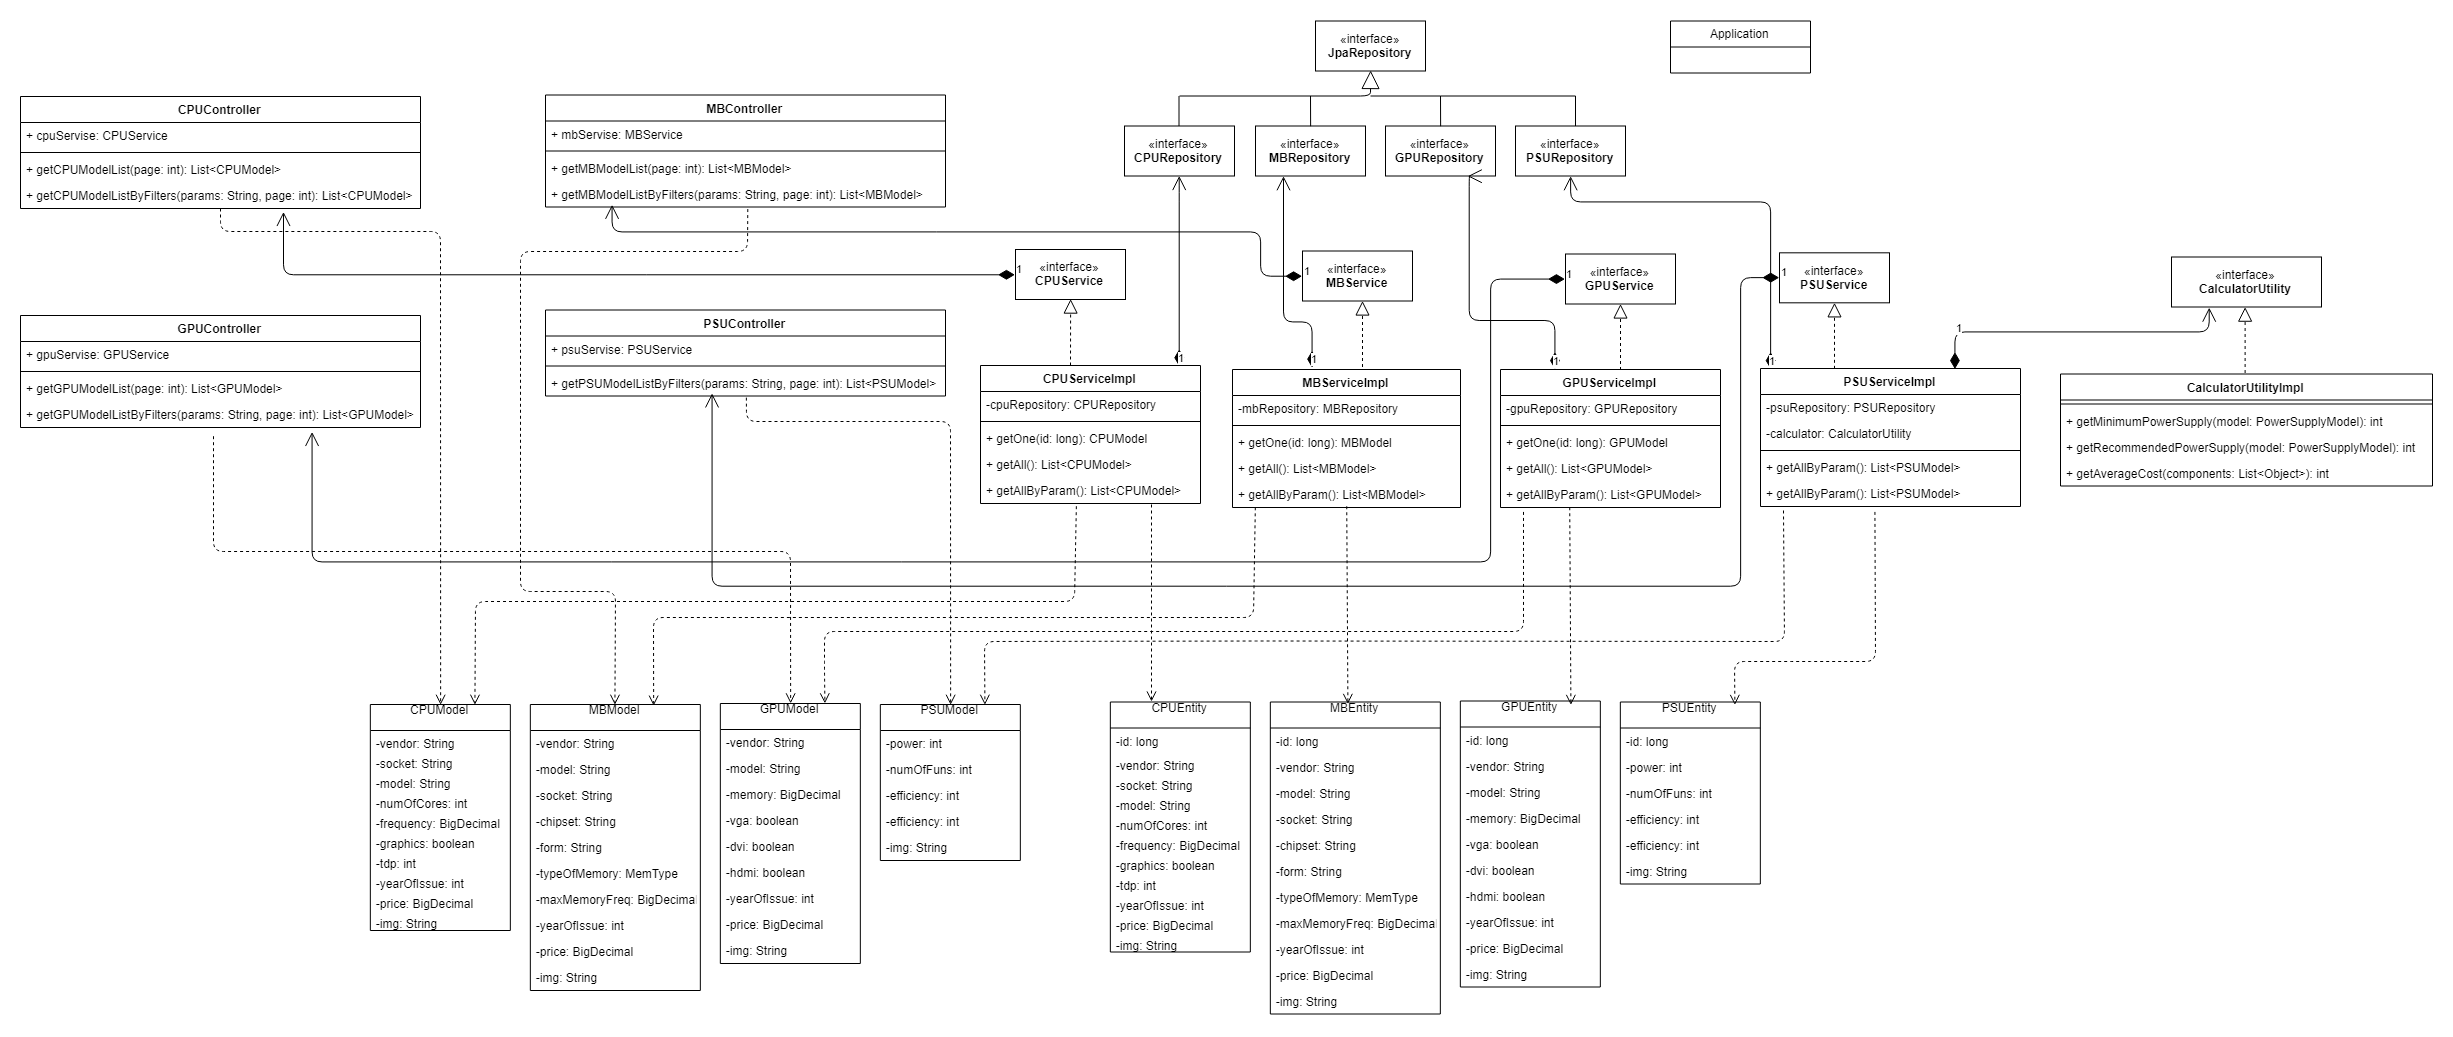 «interface»
JpaRepository
Application
CPUController
+ cpuServise: CPUService
+ getCPUModelList(page: int): List<CPUModel>
+ getCPUModelListByFilters(params: String, page: int): List<CPUModel>
MBController
+ mbServise: MBService
+ getMBModelList(page: int): List<MBModel>
+ getMBModelListByFilters(params: String, page: int): List<MBModel>
«interface»
CPURepository
«interface»
MBRepository
«interface»
GPURepository
«interface»
PSURepository
1
«interface»
CPUService
1
«interface»
MBService
1
«interface»
GPUService
1
«interface»
PSUService
«interface»
CalculatorUtility
GPUController
+ gpuServise: GPUService
+ getGPUModelList(page: int): List<GPUModel>
+ getGPUModelListByFilters(params: String, page: int): List<GPUModel>
PSUController
+ psuServise: PSUService
+ getPSUModelListByFilters(params: String, page: int): List<PSUModel>
1
CPUServiceImpl
-cpuRepository: CPURepository
+ getOne(id: long): CPUModel
+ getAll(): List<CPUModel>
+ getAllByParam(): List<CPUModel>
1
MBServiceImpl
-mbRepository: MBRepository
+ getOne(id: long): MBModel
+ getAll(): List<MBModel>
+ getAllByParam(): List<MBModel>
1
GPUServiceImpl
-gpuRepository: GPURepository
+ getOne(id: long): GPUModel
+ getAll(): List<GPUModel>
+ getAllByParam(): List<GPUModel>
1
1
PSUServiceImpl
-psuRepository: PSURepository
-calculator: CalculatorUtility
+ getAllByParam(): List<PSUModel>
+ getAllByParam(): List<PSUModel>
CalculatorUtilityImpl
+ getMinimumPowerSupply(model: PowerSupplyModel): int
+ getRecommendedPowerSupply(model: PowerSupplyModel): int
+ getAverageCost(components: List<Object>): int
CPUModel
-vendor: String
-socket: String
-model: String
-numOfCores: int
-frequency: BigDecimal
-graphics: boolean
-tdp: int
-yearOfIssue: int
-price: BigDecimal
-img: String
MBModel
-vendor: String
-model: String
-socket: String
-chipset: String
-form: String
-typeOfMemory: MemType
-maxMemoryFreq: BigDecimal
-yearOfIssue: int
-price: BigDecimal
-img: String
GPUModel
-vendor: String
-model: String
-memory: BigDecimal
-vga: boolean
-dvi: boolean
-hdmi: boolean
-yearOfIssue: int
-price: BigDecimal
-img: String
PSUModel
-power: int
-numOfFuns: int
-efficiency: int
-efficiency: int
-img: String
CPUEntity
-id: long
-vendor: String
-socket: String
-model: String
-numOfCores: int
-frequency: BigDecimal
-graphics: boolean
-tdp: int
-yearOfIssue: int
-price: BigDecimal
-img: String
MBEntity
-id: long
-vendor: String
-model: String
-socket: String
-chipset: String
-form: String
-typeOfMemory: MemType
-maxMemoryFreq: BigDecimal
-yearOfIssue: int
-price: BigDecimal
-img: String
GPUEntity
-id: long
-vendor: String
-model: String
-memory: BigDecimal
-vga: boolean
-dvi: boolean
-hdmi: boolean
-yearOfIssue: int
-price: BigDecimal
-img: String
PSUEntity
-id: long
-power: int
-numOfFuns: int
-efficiency: int
-efficiency: int
-img: String